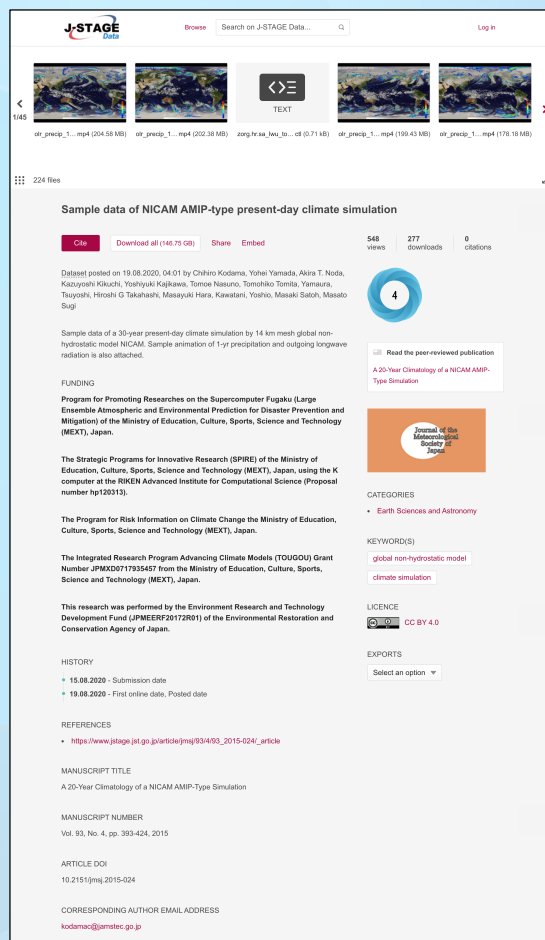 J-STAGE
Data
Browse
Search on J-STAGE Data...
Log in
1/45
TEXT
olr_precip_1... mp4 (204.58 MB)
olr_precip_1... mp4 (202.38 MB)
zorg.hr.sa_lwu_to... ctl (0.71 kB)
olr_precip_1... mp4 (199.43 MB)
olr_precip_1... mp4 (178.18 MB)
224 files
Sample data of NICAM AMIP-type present-day climate simulation
Cite
Download all (146.75 GB)
Share
Embed
548
views
277
downloads
0
citations
Dataset posted on 19.08.2020, 04:01 by Chihiro Kodama, Yohei Yamada, Akira T. Noda,
Kazuyoshi Kikuchi, Yoshiyuki Kajikawa, Tomoe Nasuno, Tomohiko Tomita, Yamaura,
Tsuyoshi, Hiroshi G Takahashi, Masayuki Hara, Kawatani, Yoshio, Masaki Satoh, Masato
Sugi
Sample data of a 30-year present-day climate simulation by 14 km mesh global non-
hydrostatic model NICAM. Sample animation of 1-yr precipitation and outgoing longwave
radiation is also attached.
FUNDING
Program for Promoting Researches on the Supercomputer Fugaku (Large
Ensemble Atmospheric and Environmental Prediction for Disaster Prevention and
Mitigation) of the Ministry of Education, Culture, Sports, Science and Technology
(MEXT), Japan.
The Strategic Programs for Innovative Research (SPIRE) of the Ministry of
Education, Culture, Sports, Science and Technology (MEXT), Japan, using the K
computer at the RIKEN Advanced Institute for Computational Science (Proposal
number hp120313).
The Program for Risk Information on Climate Change the Ministry of Education,
Culture, Sports, Science and Technology (MEXT), Japan.
The Integrated Research Program Advancing Climate Models (TOUGOU) Grant
Number JPMXD0717935457 from the Ministry of Education, Culture, Sports,
Science and Technology (MEXT), Japan.
This research was performed by the Environment Research and Technology
Development Fund (JPMEERF20172R01) of the Environmental Restoration and
Conservation Agency of Japan.
HISTORY
15.08.2020 - Submission date
19.08.2020 - First online date, Posted date
REFERENCES
https://www.jstage.jst.go.jp/article/jmsj/93/4/93_2015-024/_article
MANUSCRIPT TITLE
A 20-Year Climatology of a NICAM AMIP-Type Simulation
MANUSCRIPT NUMBER
Vol. 93, No. 4, pp. 393-424, 2015
ARTICLE DOI
10.2151/jmsj.2015-024
CORRESPONDING AUTHOR EMAIL ADDRESS
kodamac@jamstec.go.jp
4
Read the peer-reviewed publication
A 20-Year Climatology of a NICAM AMIP-
Type Simulation
Journal of the
Meteorological
Society of
Japan
CATEGORIES
Earth Sciences and Astronomy
KEYWORD(S)
global non-hydrostatic model
climate simulation
LICENCE
CC BY 4.0
EXPORTS
Select an option